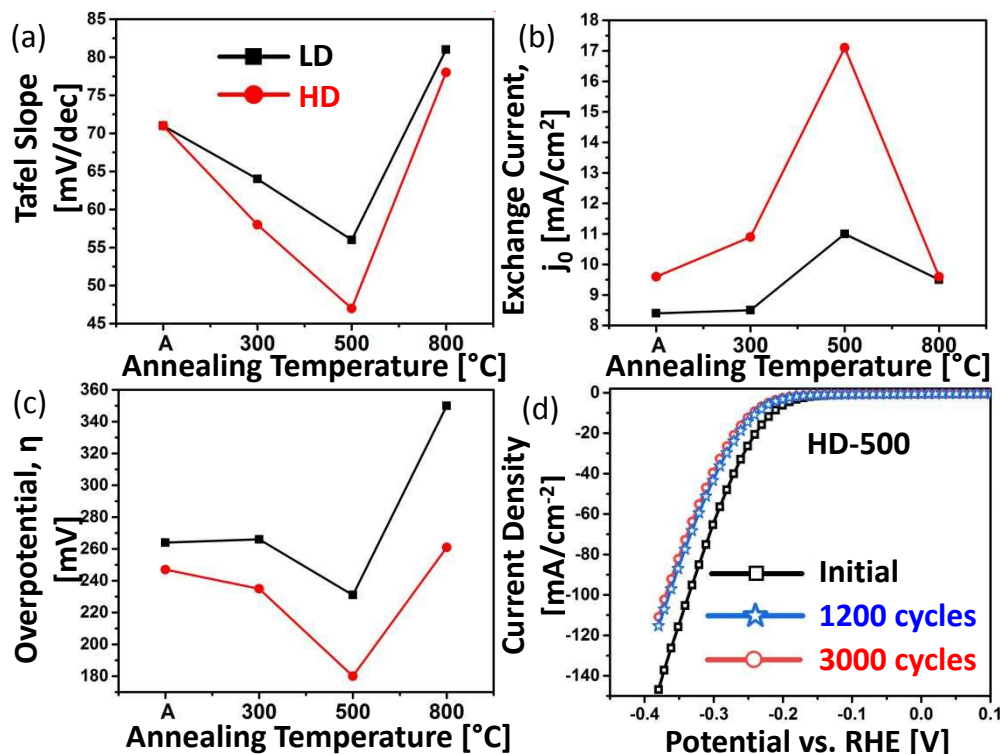 (a)
LD
HD
Tafel Slope
[mV/dec]
85
80
75
70
65
60
55
50
45
A 300 500 800
Annealing Temperature [°C]
(b)
Exchange Current,
j₀ [mA/cm²]
18
17
16
15
14
13
12
11
10
9
8
A 300 500 800
Annealing Temperature [°C]
(c)
Overpotential, η
[mV]
360
340
320
300
280
260
240
220
200
180
A 300 500 800
Annealing Temperature [°C]
(d)
HD-500
Initial
1200 cycles
3000 cycles
Current Density
[mA/cm⁻²]
0
-20
-40
-60
-80
-100
-120
-140
-0.4 -0.3 -0.2 -0.1 0.0 0.1
Potential vs. RHE [V]